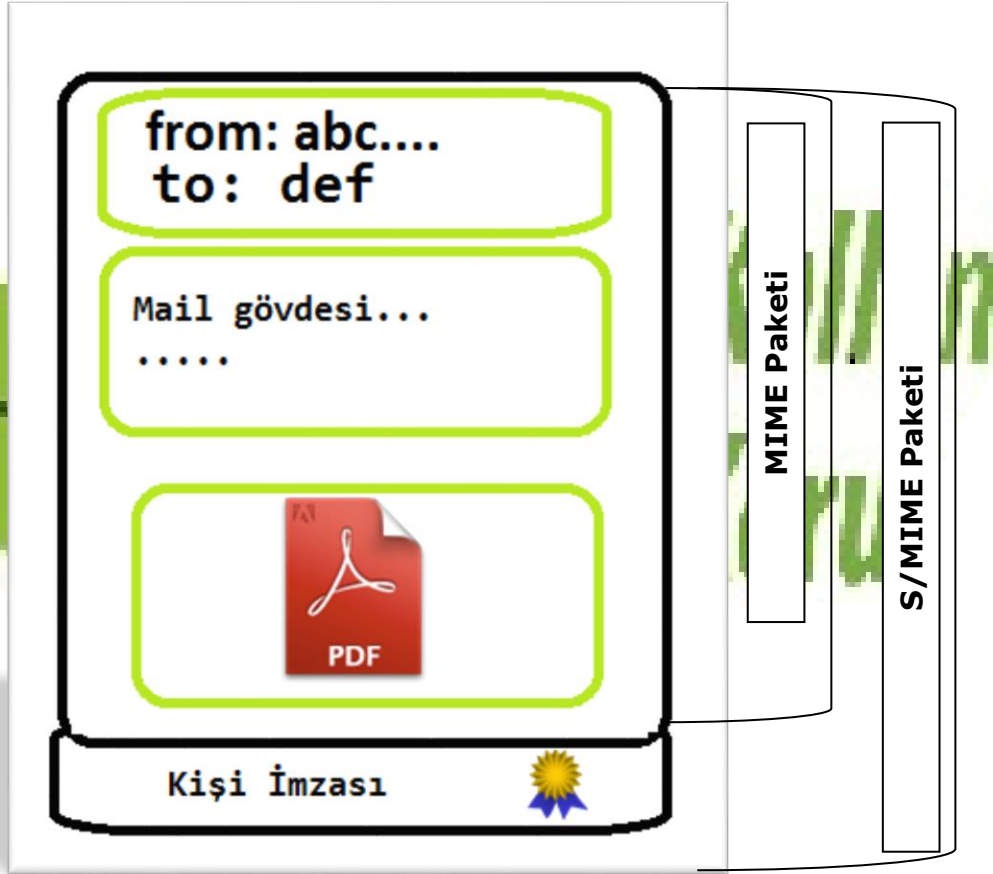 from: abc....
to: def
Mail gövdesi...
.....
PDF
Kişi İmzası
MIME Paketi
S/MIME Paketi